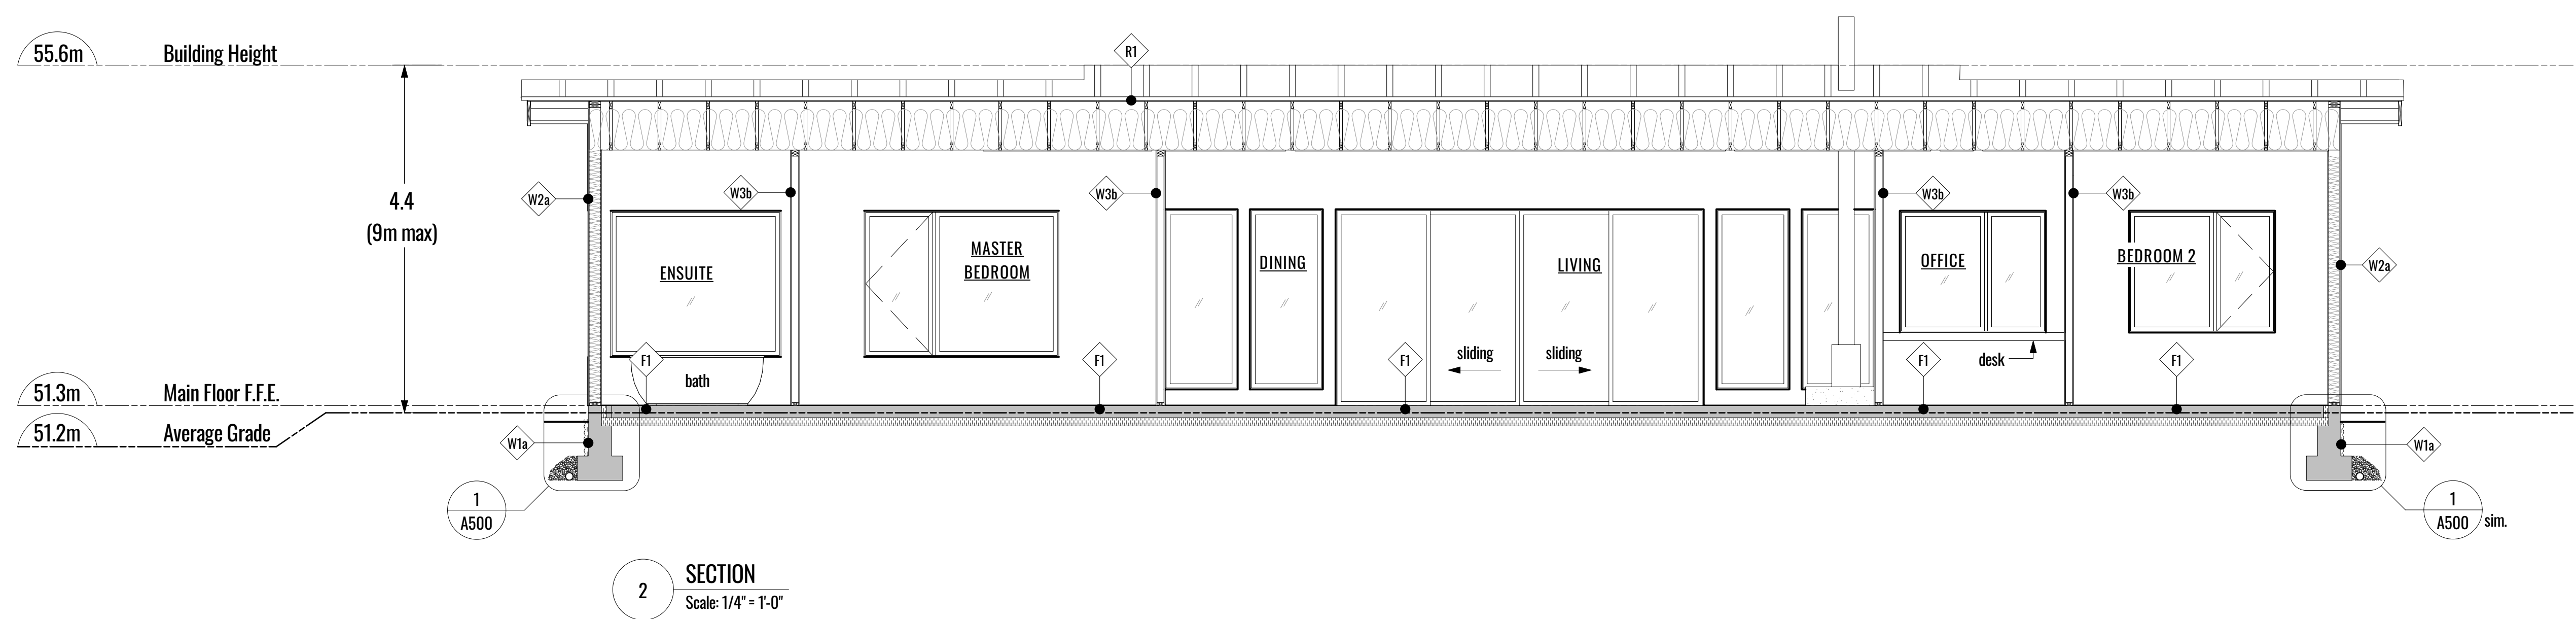 55.6m Building Height
R1
4.4
(9m max)
W2a
W3b
W3b
W3b
W3b
W2a
ENSUITE
MASTER
BEDROOM
DINING
LIVING
OFFICE
BEDROOM 2
F1
F1
F1
F1
F1
bath
sliding
sliding
desk
51.3m Main Floor F.F.E.
51.2m Average Grade
W1a
W1a
1
A500
1
A500 sim.
2
SECTION
Scale: 1/4" = 1'-0"